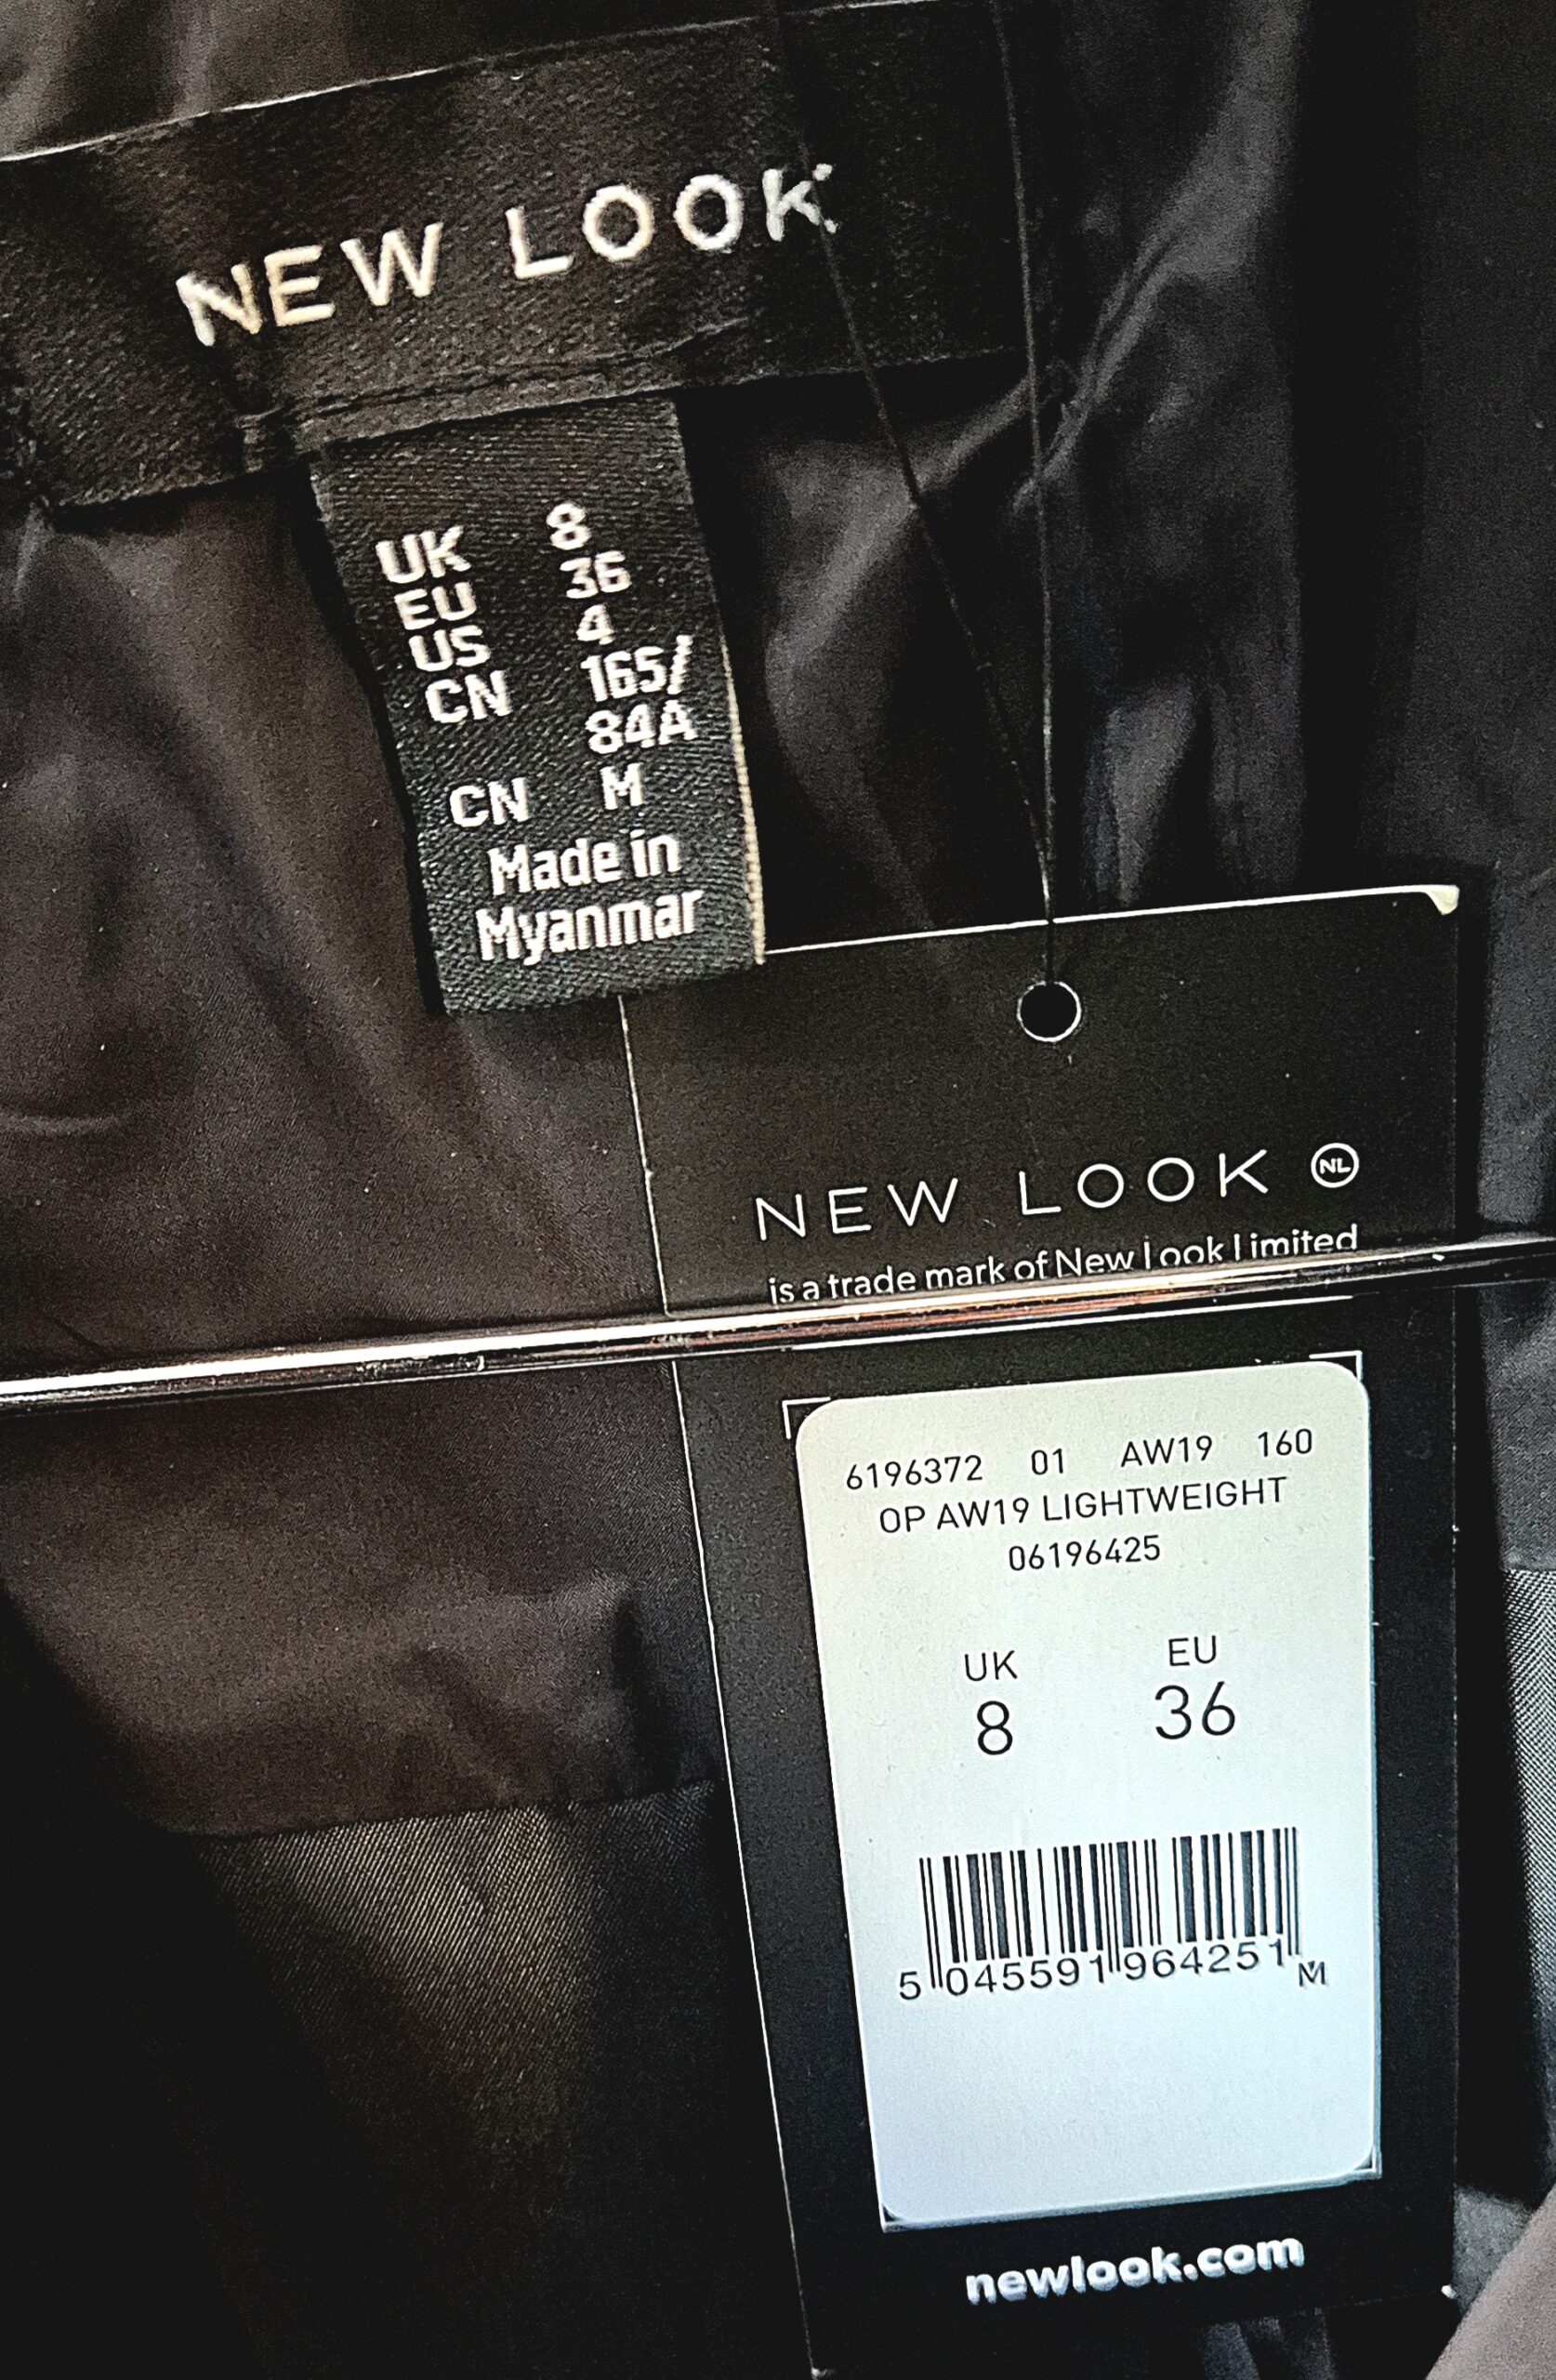 NEW LOOK
UK 8
EU 36
US 4
CN 165/
84A
CN M
Made in
Myanmar
NEW LOOK NL
is a trade mark of New Look Limited
6196372 01 AW19 160
OP AW19 LIGHTWEIGHT
06196425
UK EU
8 36
5 045591 964251 M
newlook.com